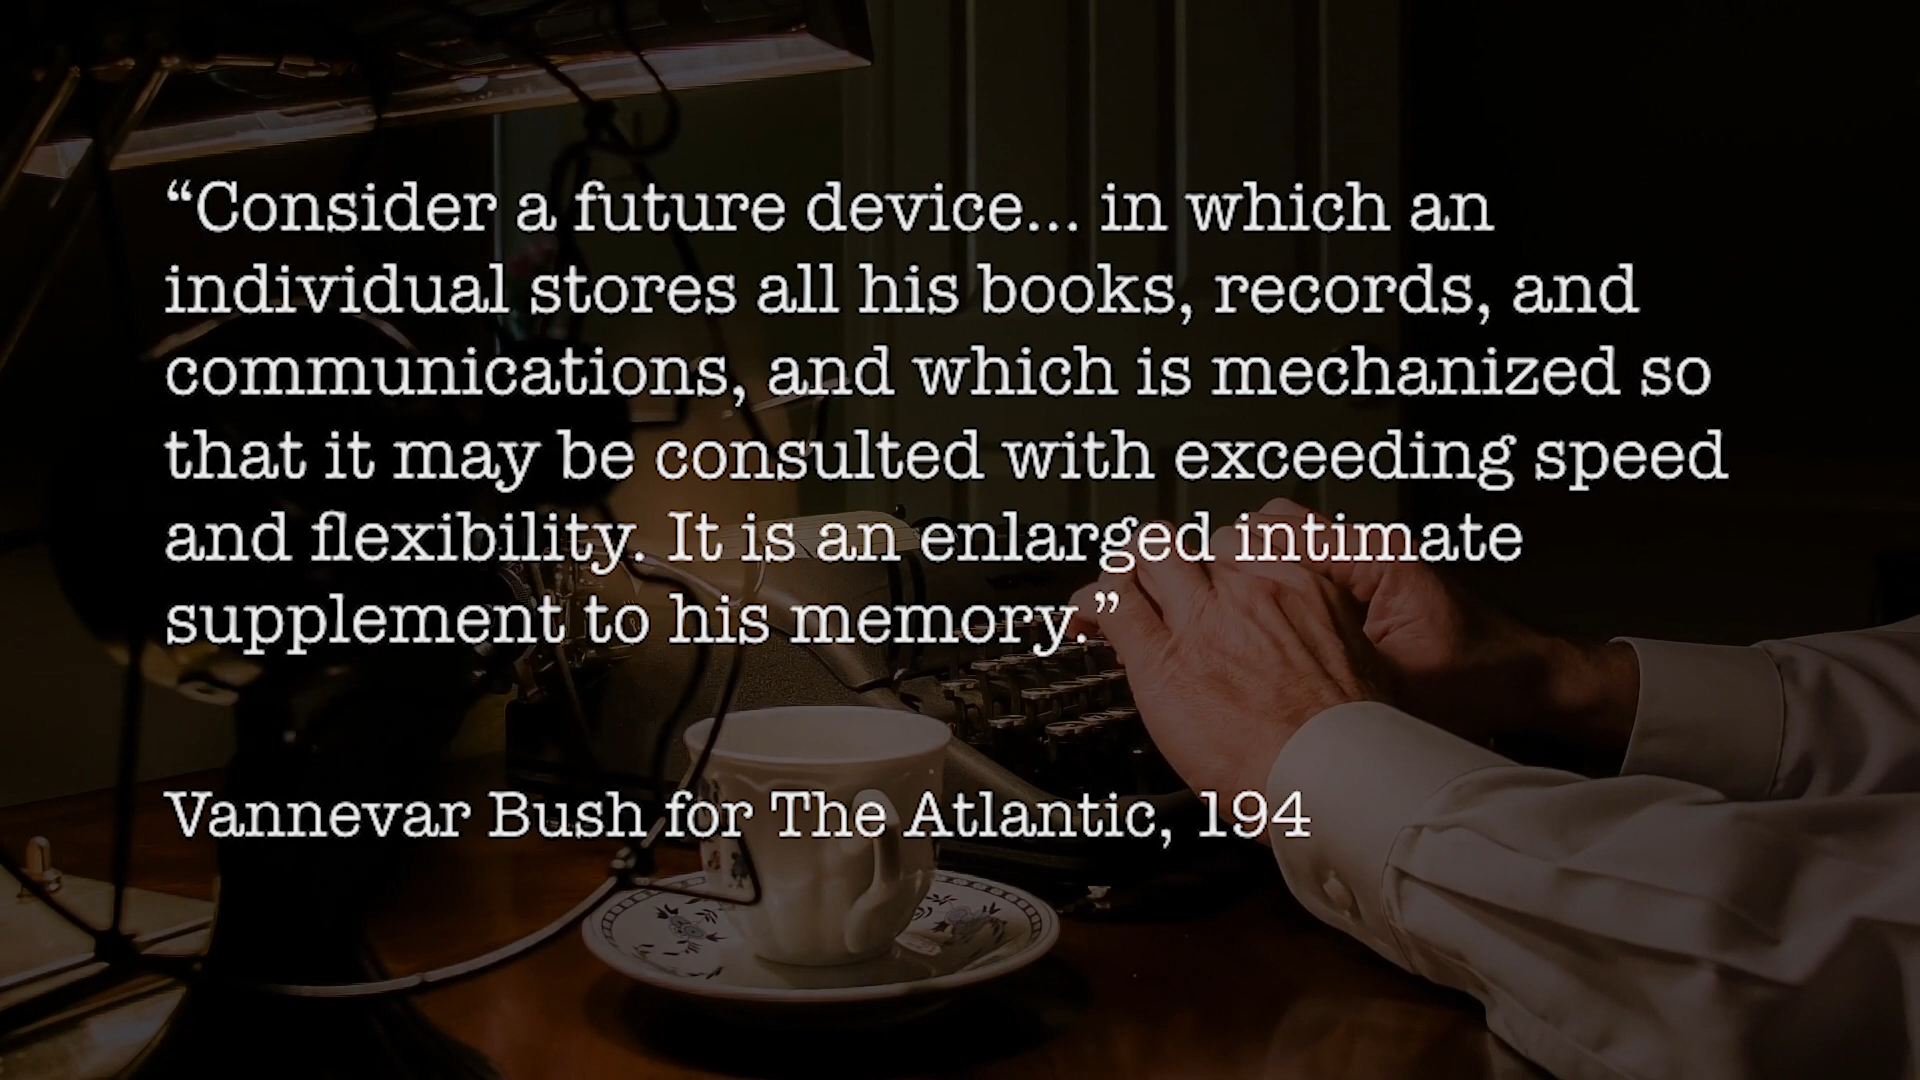 “Consider a future device... in which an
individual stores all his books, records, and
communications, and which is mechanized so
that it may be consulted with exceeding speed
and flexibility. It is an enlarged intimate
supplement to his memory.”
Vannevar Bush for The Atlantic, 194